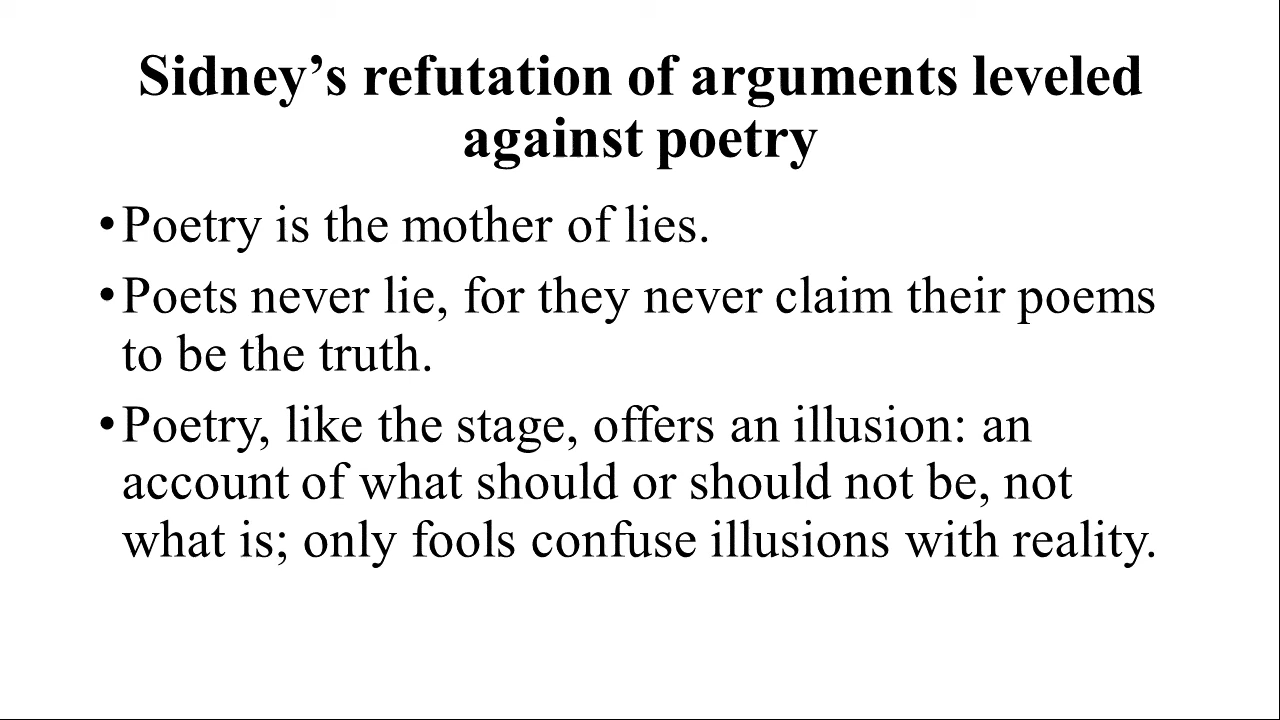 Sidney’s refutation of arguments leveled
against poetry
• Poetry is the mother of lies.
• Poets never lie, for they never claim their poems
to be the truth.
• Poetry, like the stage, offers an illusion: an
account of what should or should not be, not
what is; only fools confuse illusions with reality.